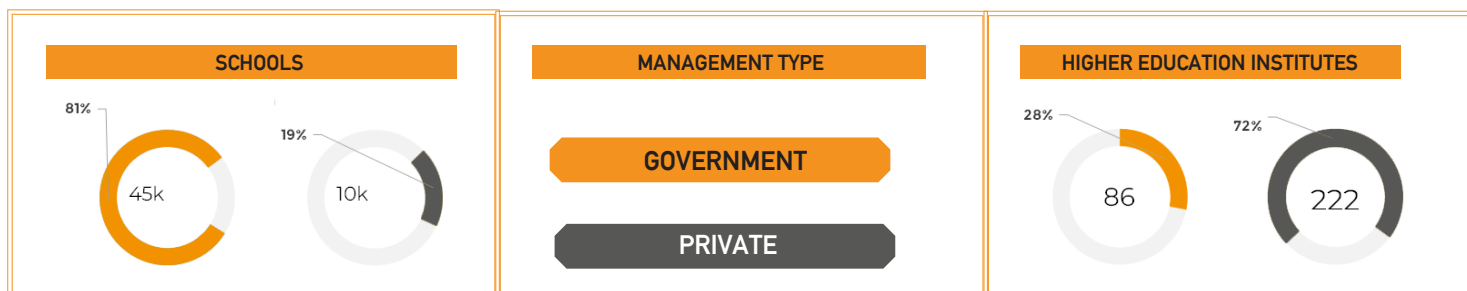 SCHOOLS
81%
45k
19%
10k
MANAGEMENT TYPE
GOVERNMENT
PRIVATE
HIGHER EDUCATION INSTITUTES
28%
86
72%
222